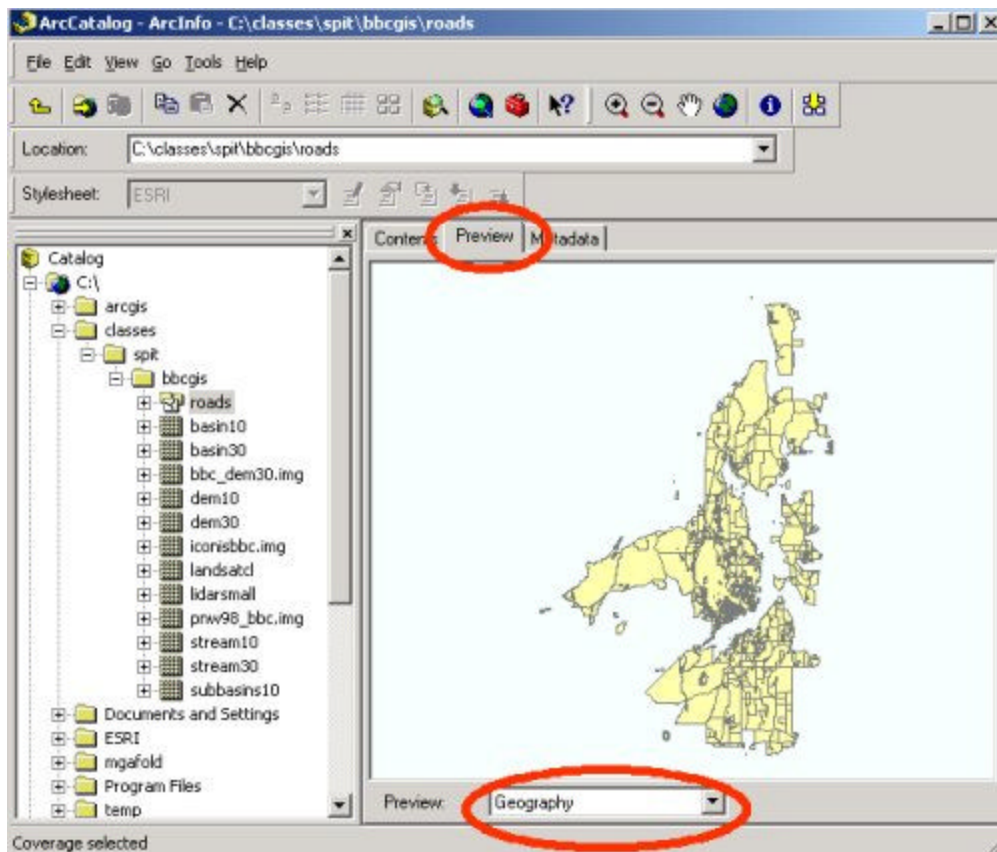 ArcCatalog - ArcInfo - C:\classes\spit\bbcgis\roads
File Edit View Go Tools Help
Location: C:\classes\spit\bbcgis\roads
Stylesheet: ESRI
Contents Preview Metadata
Catalog
C:\
arcgis
classes
spit
bbcgis
roads
basin10
basin30
bbc_dem30.img
dem10
dem30
iconisbbc.img
landsatcl
lidarsmall
pnw98_bbc.img
stream10
stream30
subbasins10
Documents and Settings
ESRI
mgafold
Program Files
temp
Preview: Geography
Coverage selected